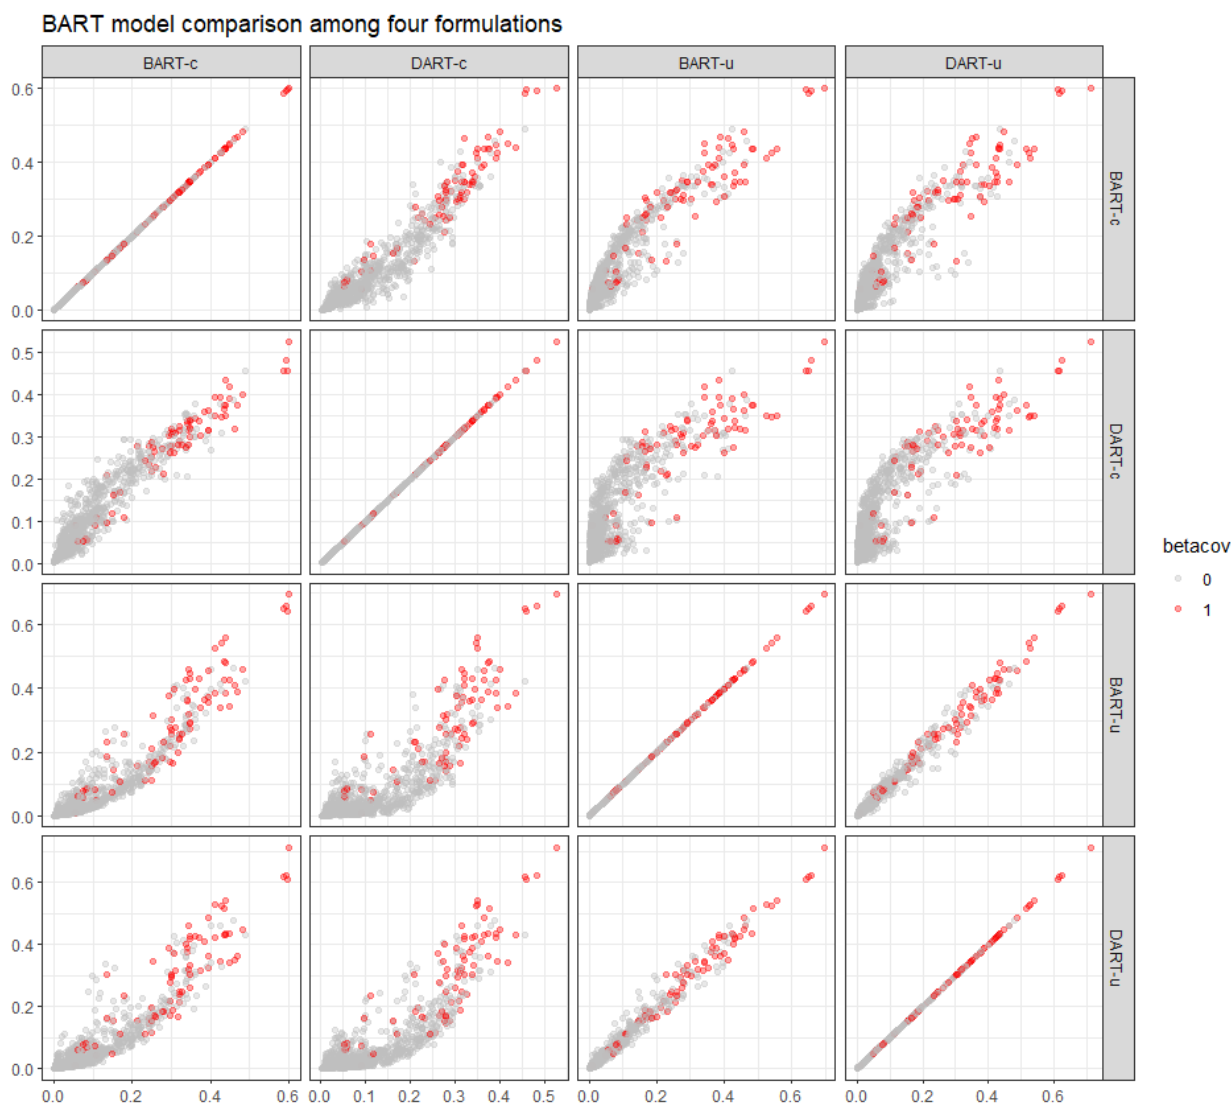 BART model comparison among four formulations
BART-c DART-c BART-u DART-u
0.6
0.4
0.2
0.0
BART-c
0.5
0.4
0.3
0.2
0.1
0.0
DART-c
betacov
0
1
0.6
0.4
0.2
0.0
BART-u
0.6
0.4
0.2
0.0
DART-u
0.0 0.2 0.4 0.6 0.0 0.1 0.2 0.3 0.4 0.5 0.0 0.2 0.4 0.6 0.0 0.2 0.4 0.6